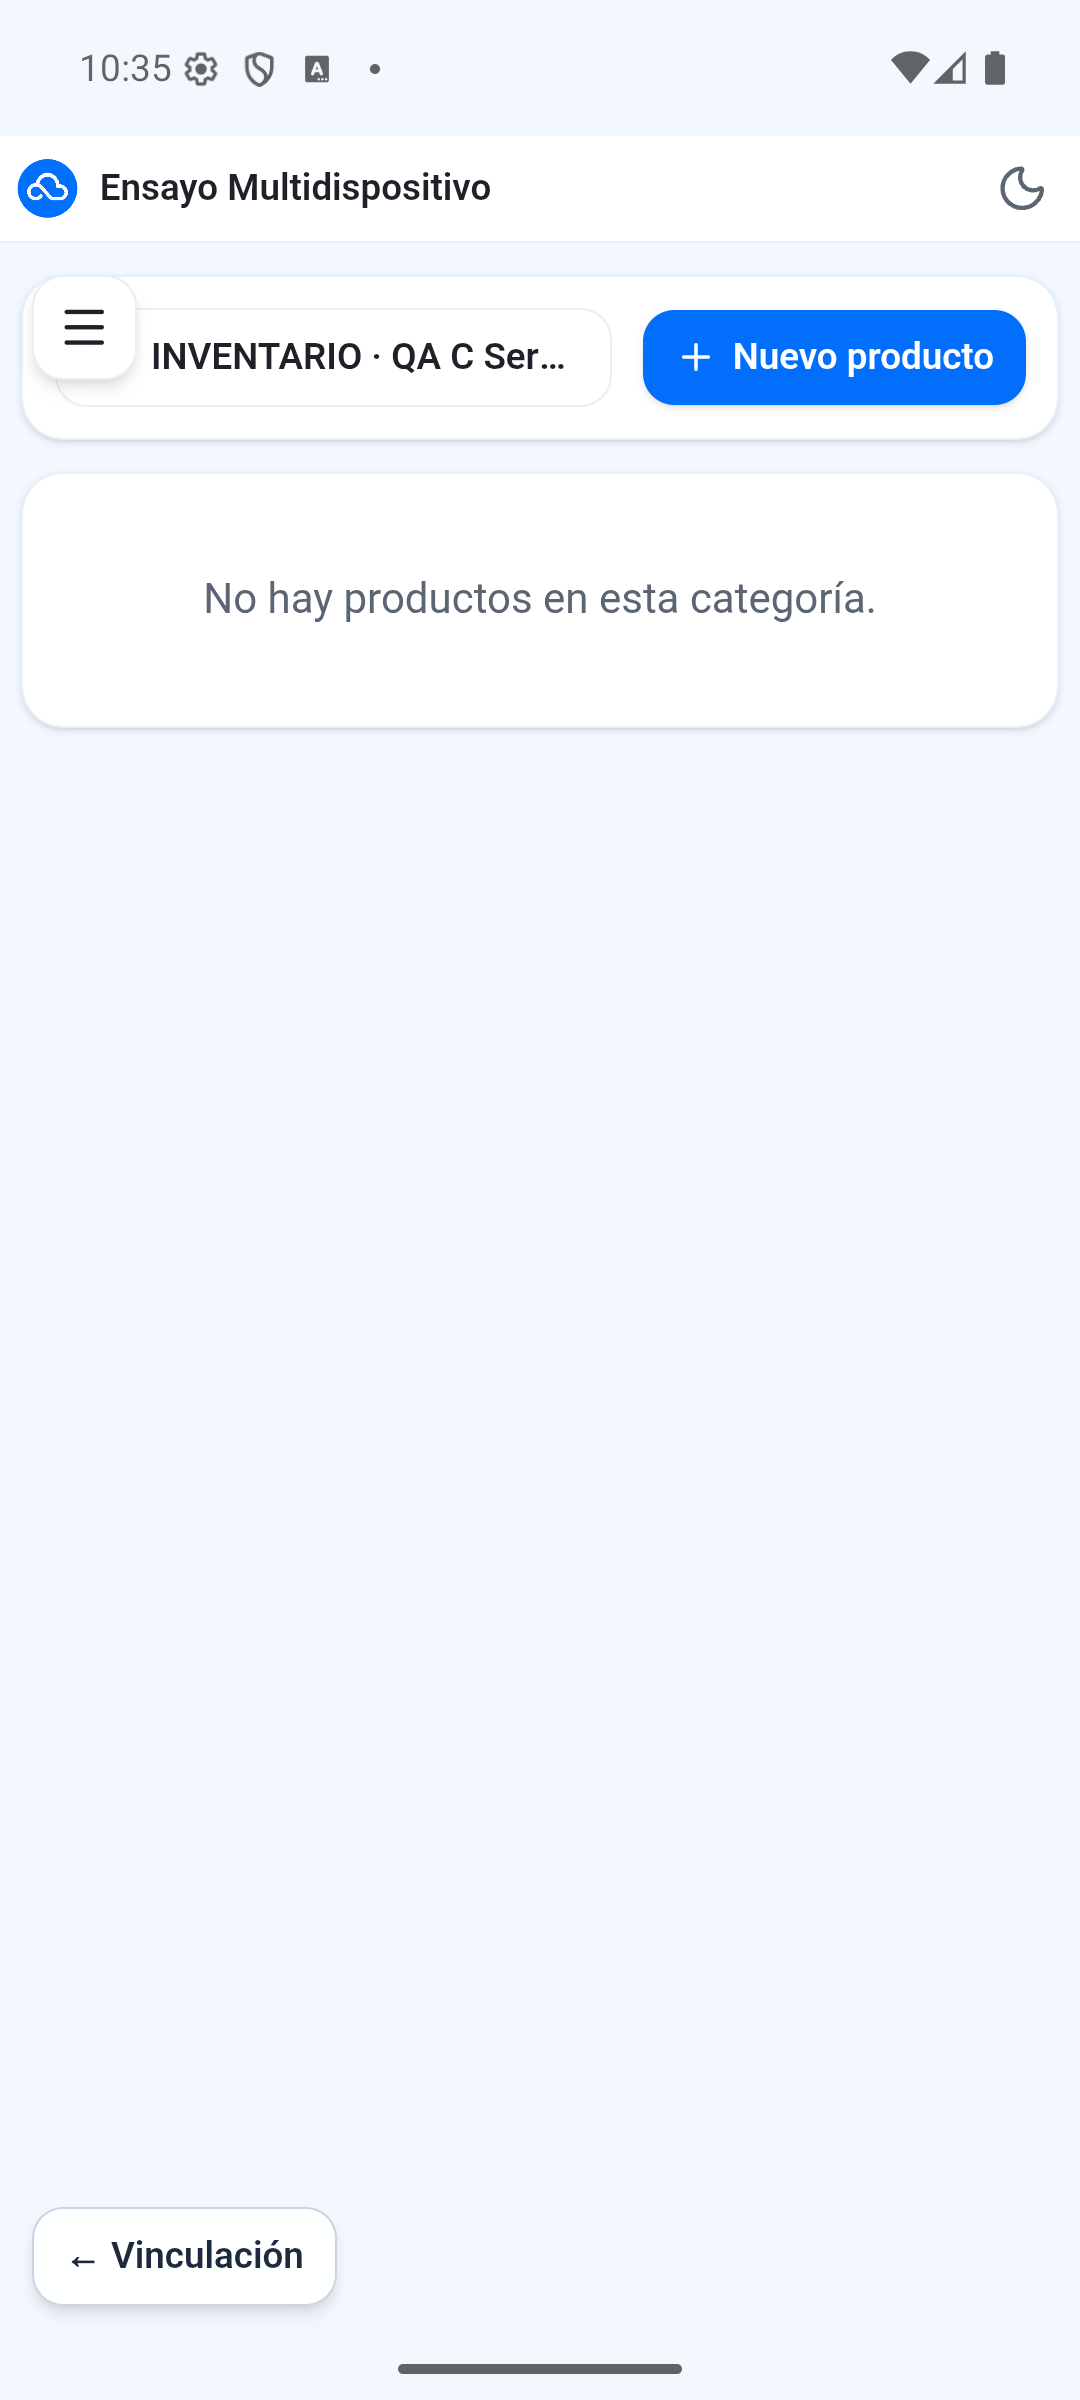 10:35
Ensayo Multidispositivo
INVENTARIO · QA C Ser...
Nuevo producto
No hay productos en esta categoría.
← Vinculación